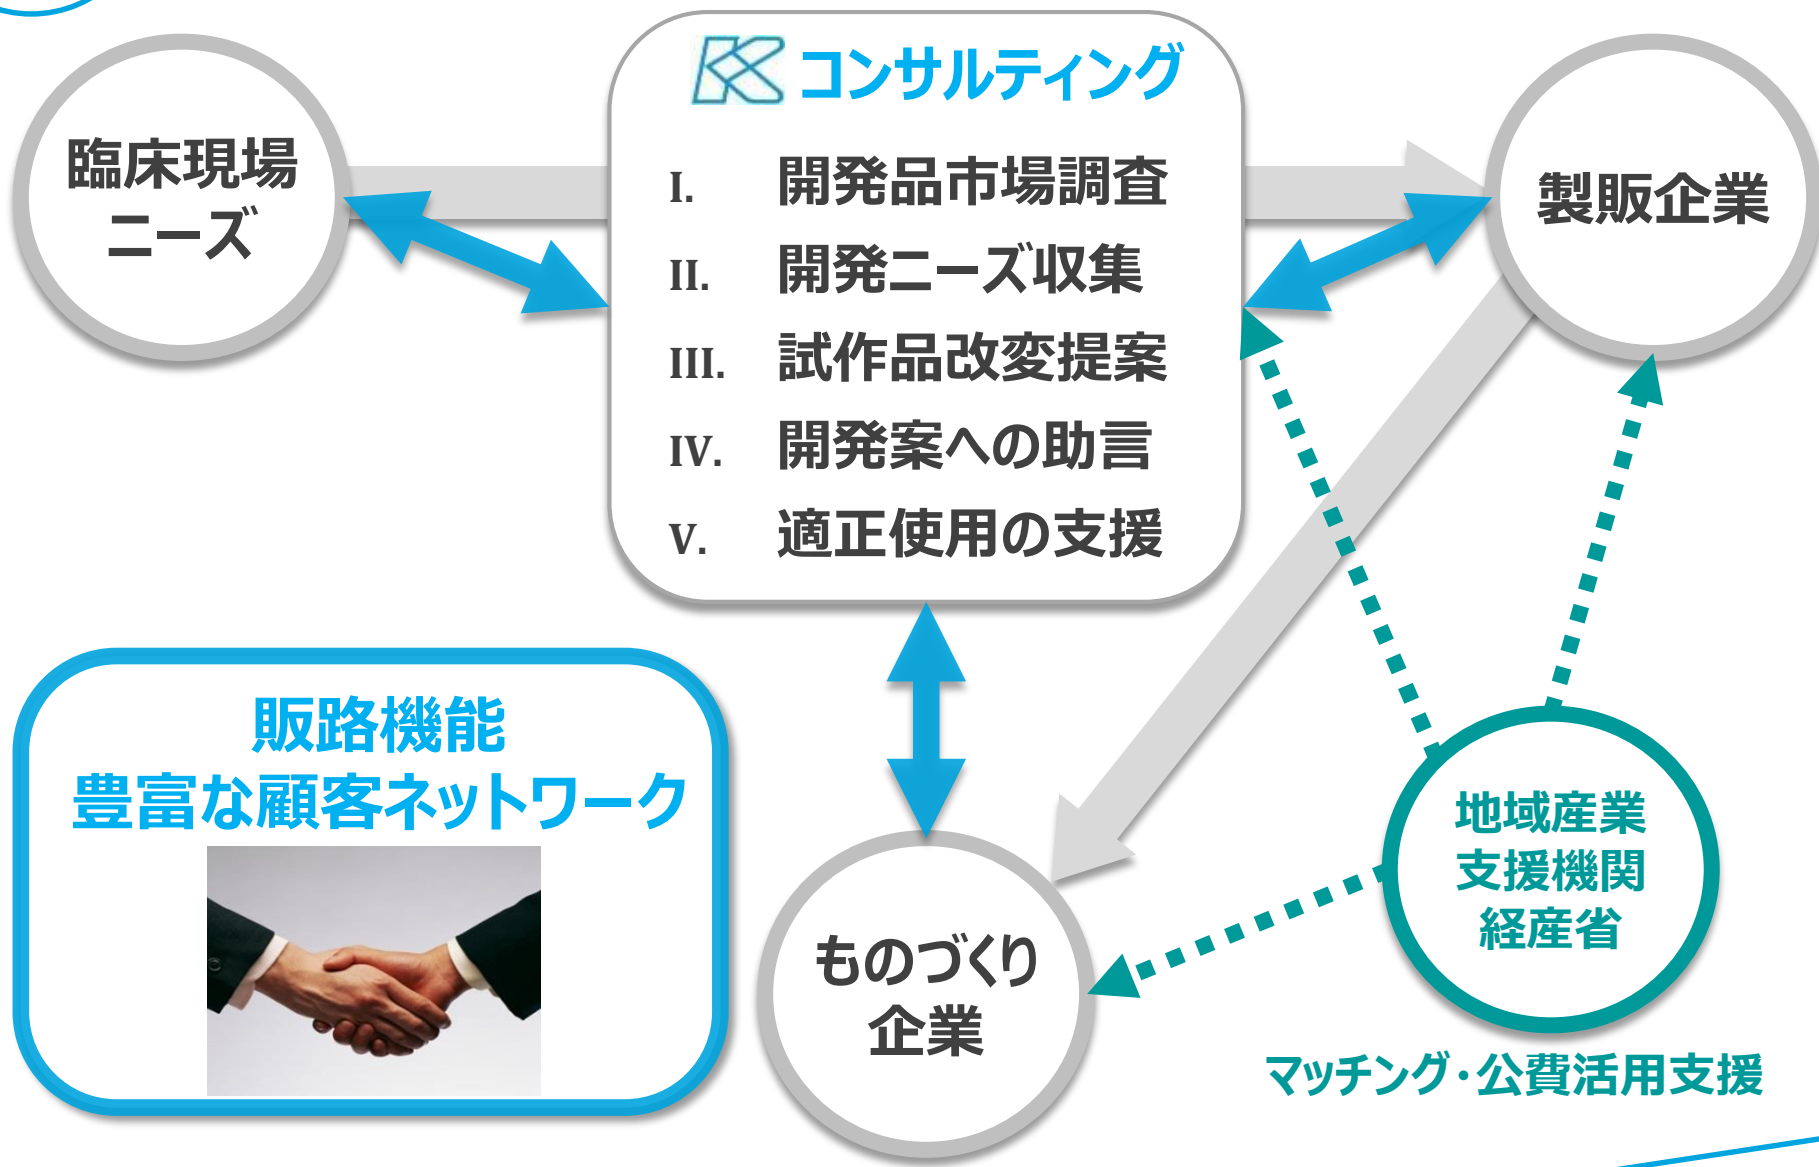 コンサルティング
臨床現場
ニーズ
I. 開発品市場調査
II. 開発ニーズ収集
III. 試作品改変提案
IV. 開発案への助言
V. 適正使用の支援
製販企業
販路機能
豊富な顧客ネットワーク
ものづくり
企業
地域産業
支援機関
経産省
マッチング・公費活用支援